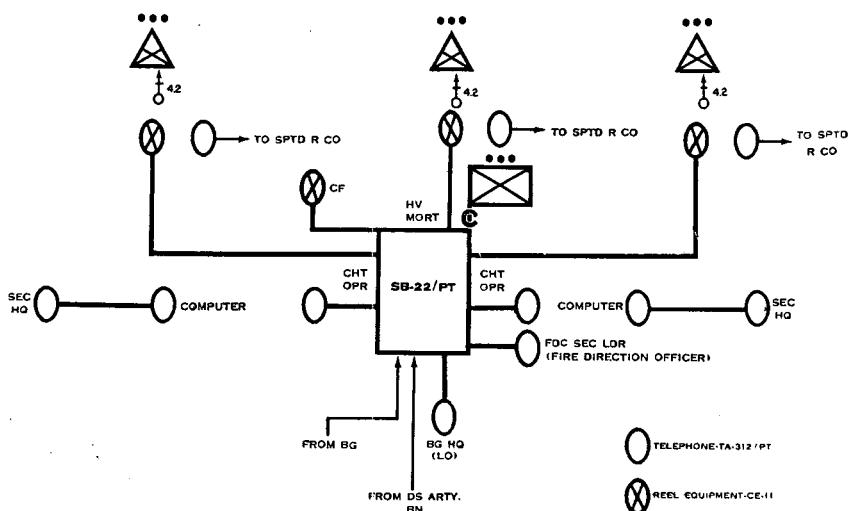 4.2
4.2
4.2
TO SPTD R CO
TO SPTD R CO
TO SPTD
R CO
CF
HV
MORT
CHT
OPR
SB-22/PT
CHT
OPR
SEC
HQ
COMPUTER
COMPUTER
SEC
HQ
FDC SEC LDR
(FIRE DIRECTION OFFICER)
FROM BG
BG HQ
(LO)
FROM DS ARTY.
BN
TELEPHONE-TA-312/PT
REEL EQUIPMENT-CE-11